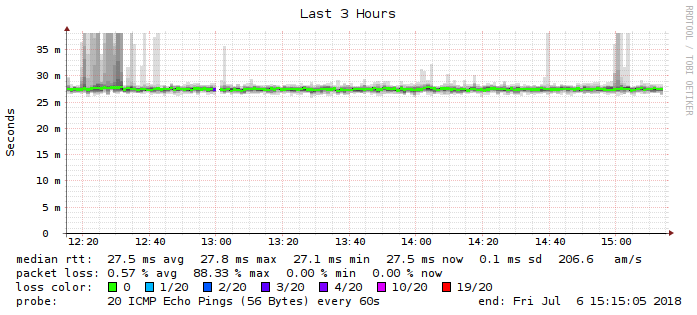 Last 3 Hours
RRDTOOL / TOBI OETIKER
Seconds
35 m
30 m
25 m
20 m
15 m
10 m
5 m
0
12:20 12:40 13:00 13:20 13:40 14:00 14:20 14:40 15:00
median rtt: 27.5 ms avg 27.8 ms max 27.1 ms min 27.5 ms now 0.1 ms sd 206.6 am/s
packet loss: 0.57 % avg 88.33 % max 0.00 % min 0.00 % now
loss color: 0 1/20 2/20 3/20 4/20 10/20 19/20
probe: 20 ICMP Echo Pings (56 Bytes) every 60s end: Fri Jul 6 15:15:05 2018